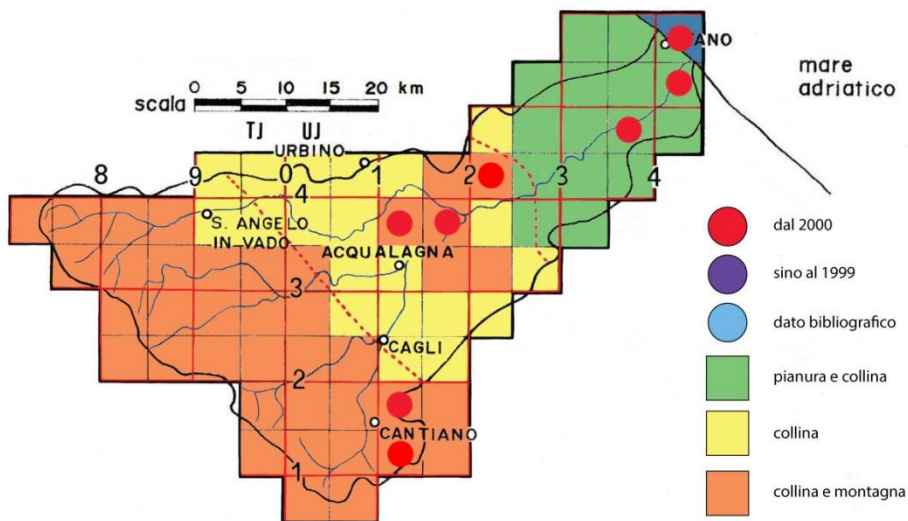 FANO
mare
adriatico
scala 0 5 10 15 20 km
TJ UJ
URBINO
8 9 0 1 2 3 4
4
S. ANGELO
IN VADO
ACQUALAGNA
3
CAGLI
2
CANTIANO
1
dal 2000
sino al 1999
dato bibliografico
pianura e collina
collina
collina e montagna